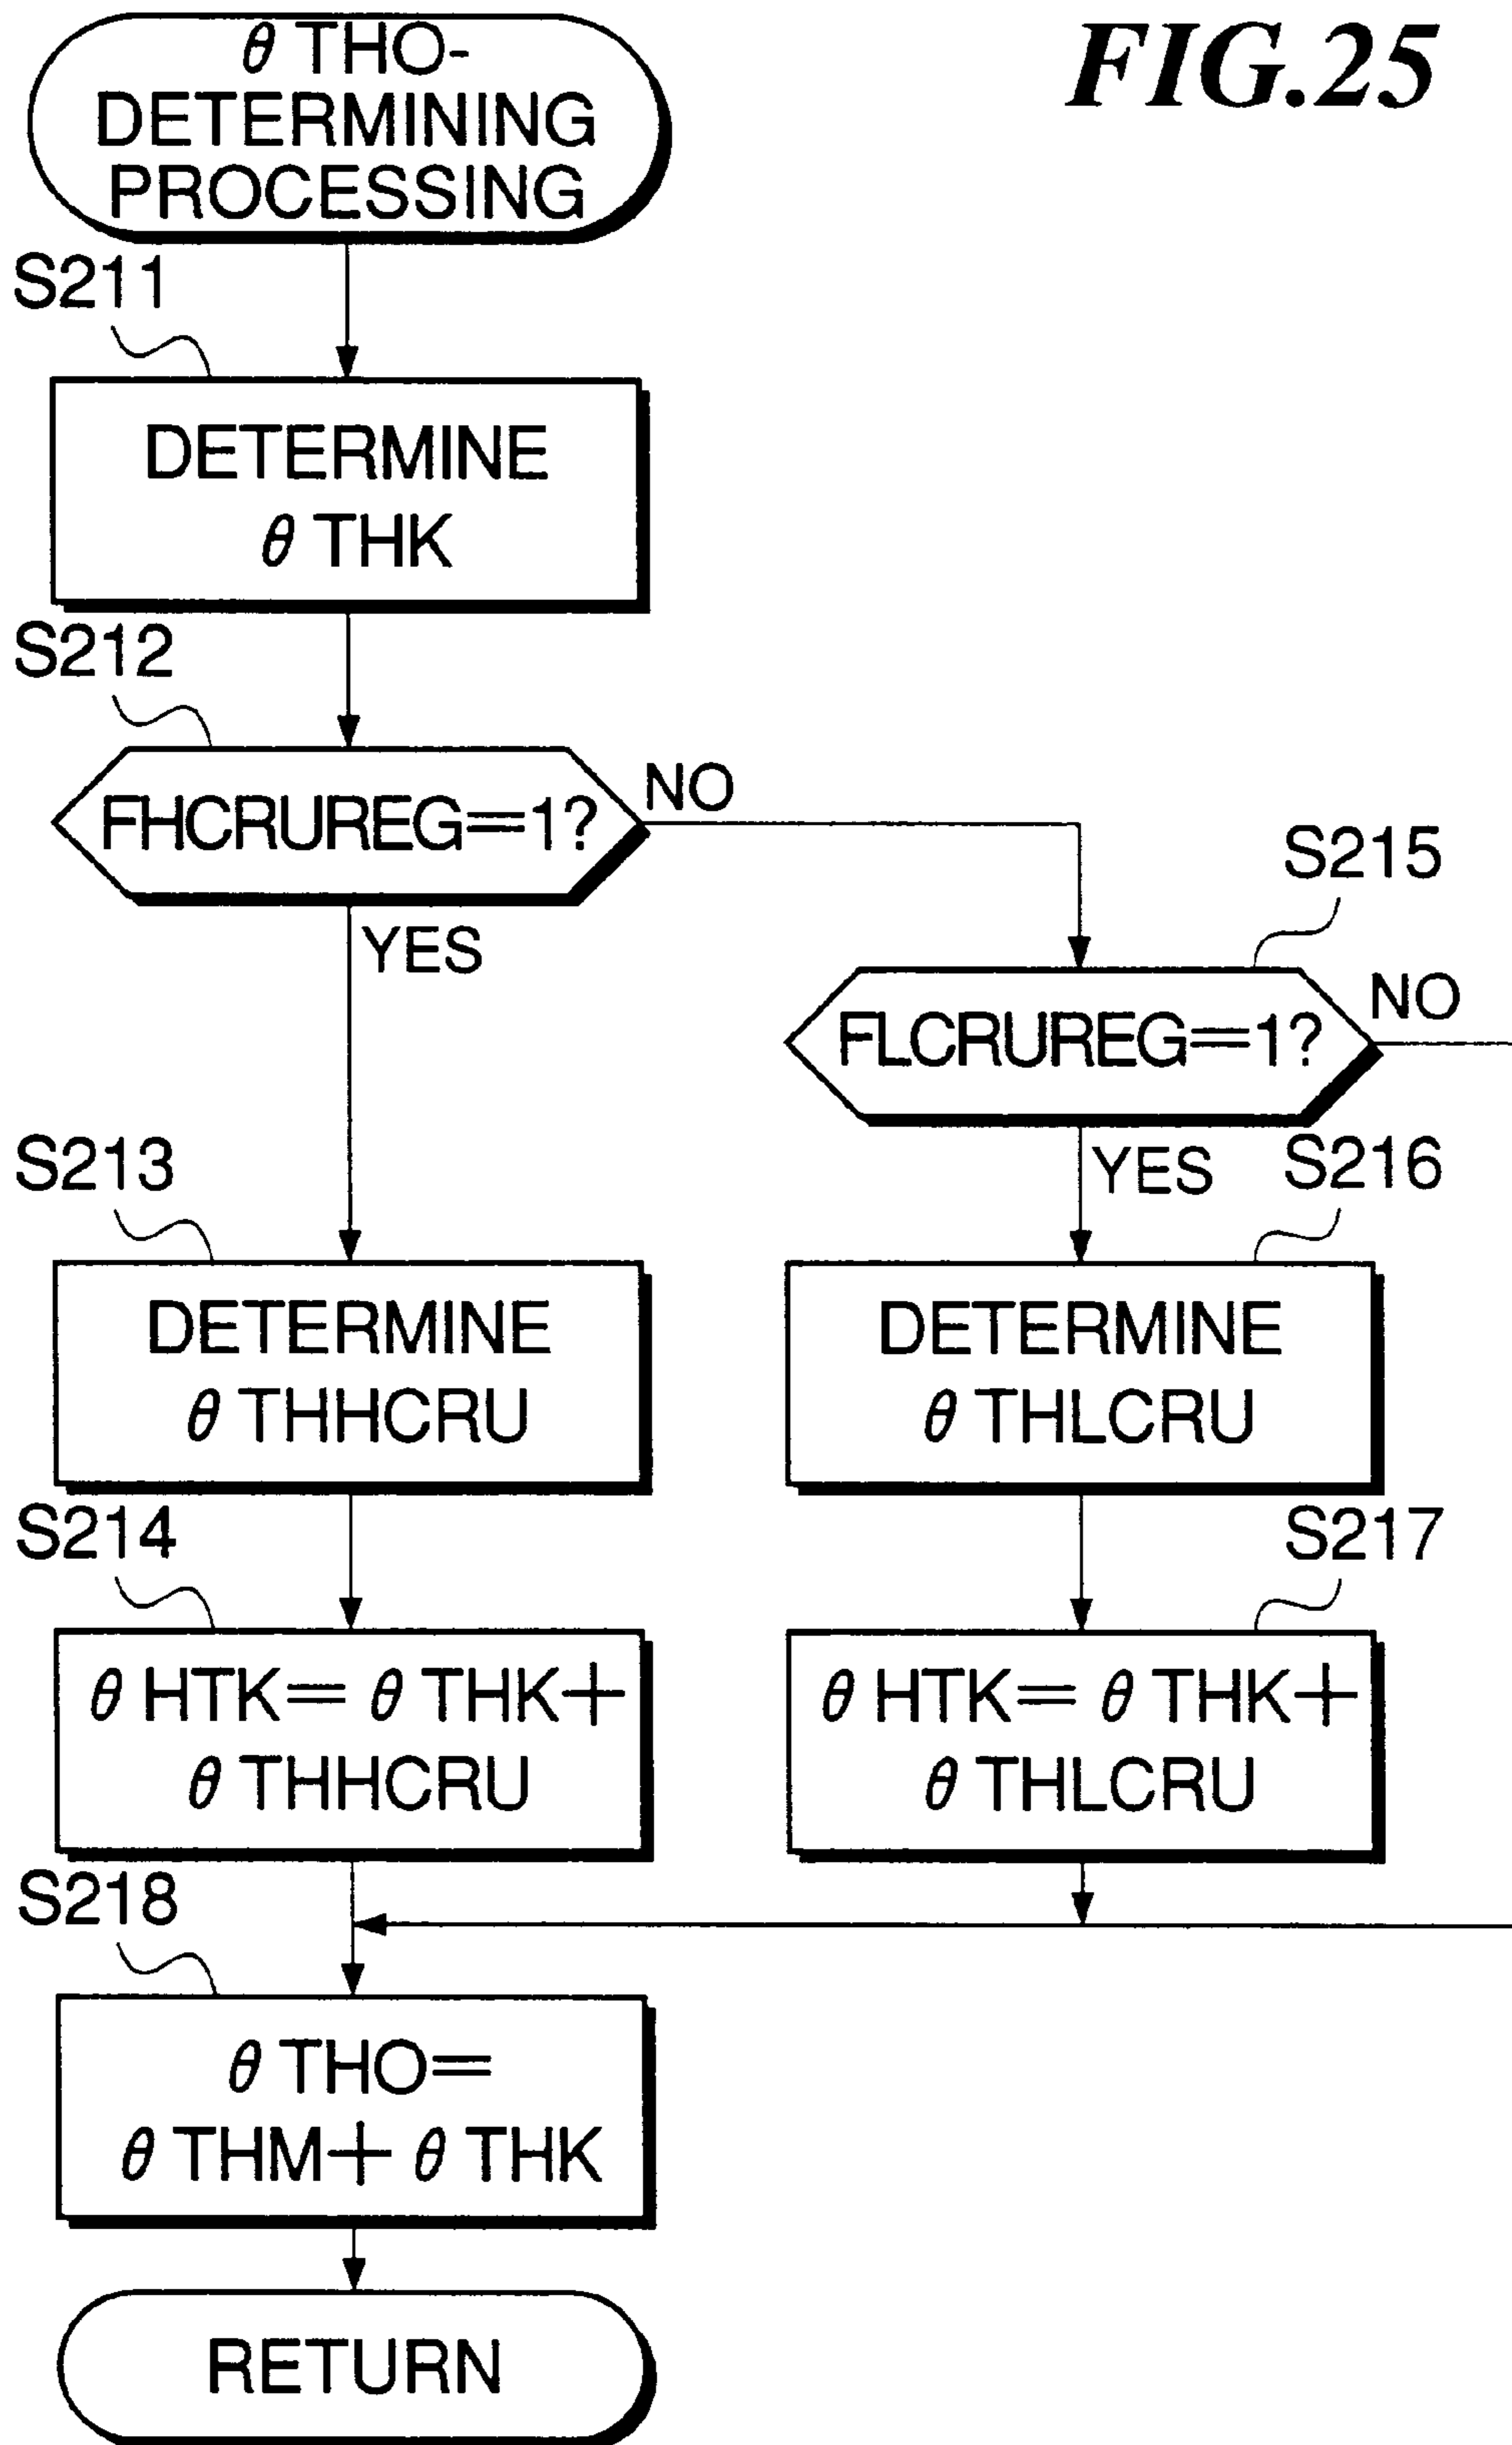 FIG.25
θ THO-
DETERMINING
PROCESSING
S211
DETERMINE
θ THK
S212
FHCRUREG=1?
NO
YES
S215
FLCRUREG=1?
NO
YES
S213
DETERMINE
θ THHCRU
S216
DETERMINE
θ THLCRU
S214
θ HTK= θ THK+
θ THHCRU
S217
θ HTK= θ THK+
θ THLCRU
S218
θ THO=
θ THM+ θ THK
RETURN